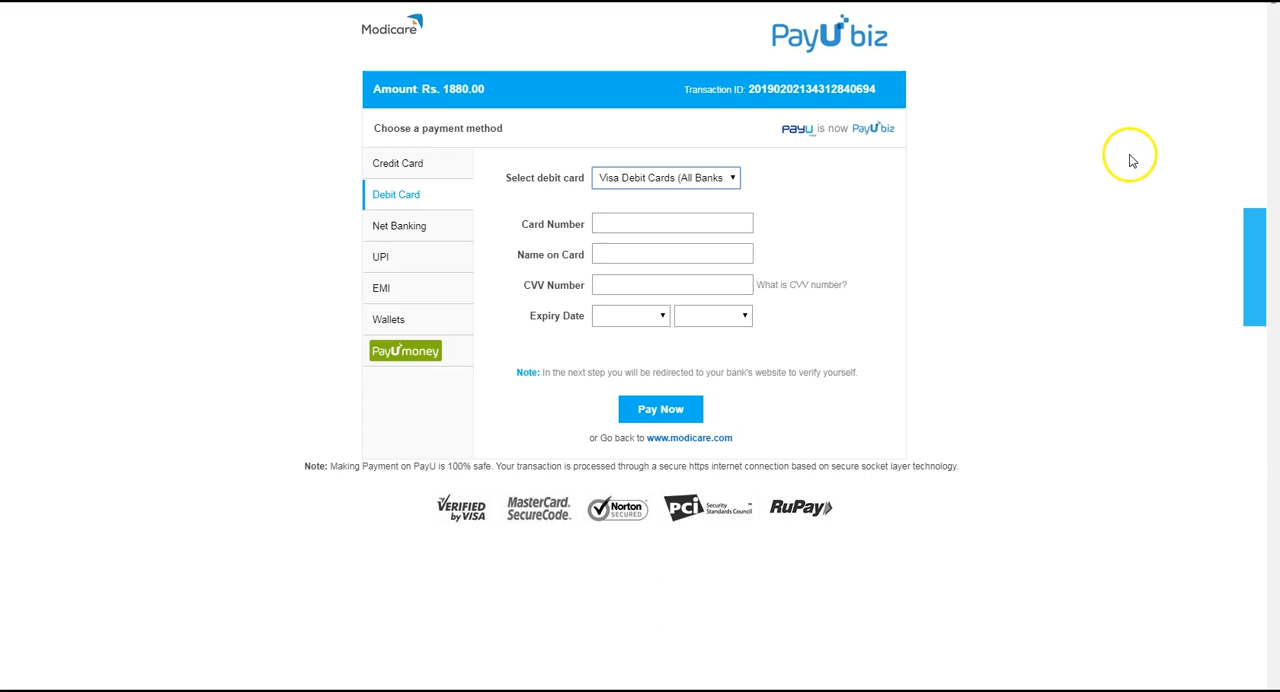 Modicare
PayU biz
Amount: Rs. 1880.00
Transaction ID: 20190202134312840694
Choose a payment method
PayU is now PayU biz
Credit Card
Debit Card
Net Banking
UPI
EMI
Wallets
PayU money
Select debit card Visa Debit Cards (All Banks
Card Number
Name on Card
CVV Number What is CVV number?
Expiry Date
Note: In the next step you will be redirected to your bank's website to verify yourself.
Pay Now
or Go back to www.modicare.com
Note: Making Payment on PayU is 100% safe. Your transaction is processed through a secure https internet connection based on secure socket layer technology.
VERIFIED by VISA
MasterCard. SecureCode.
Norton SECURED
PCI Security Standards Council
RuPay